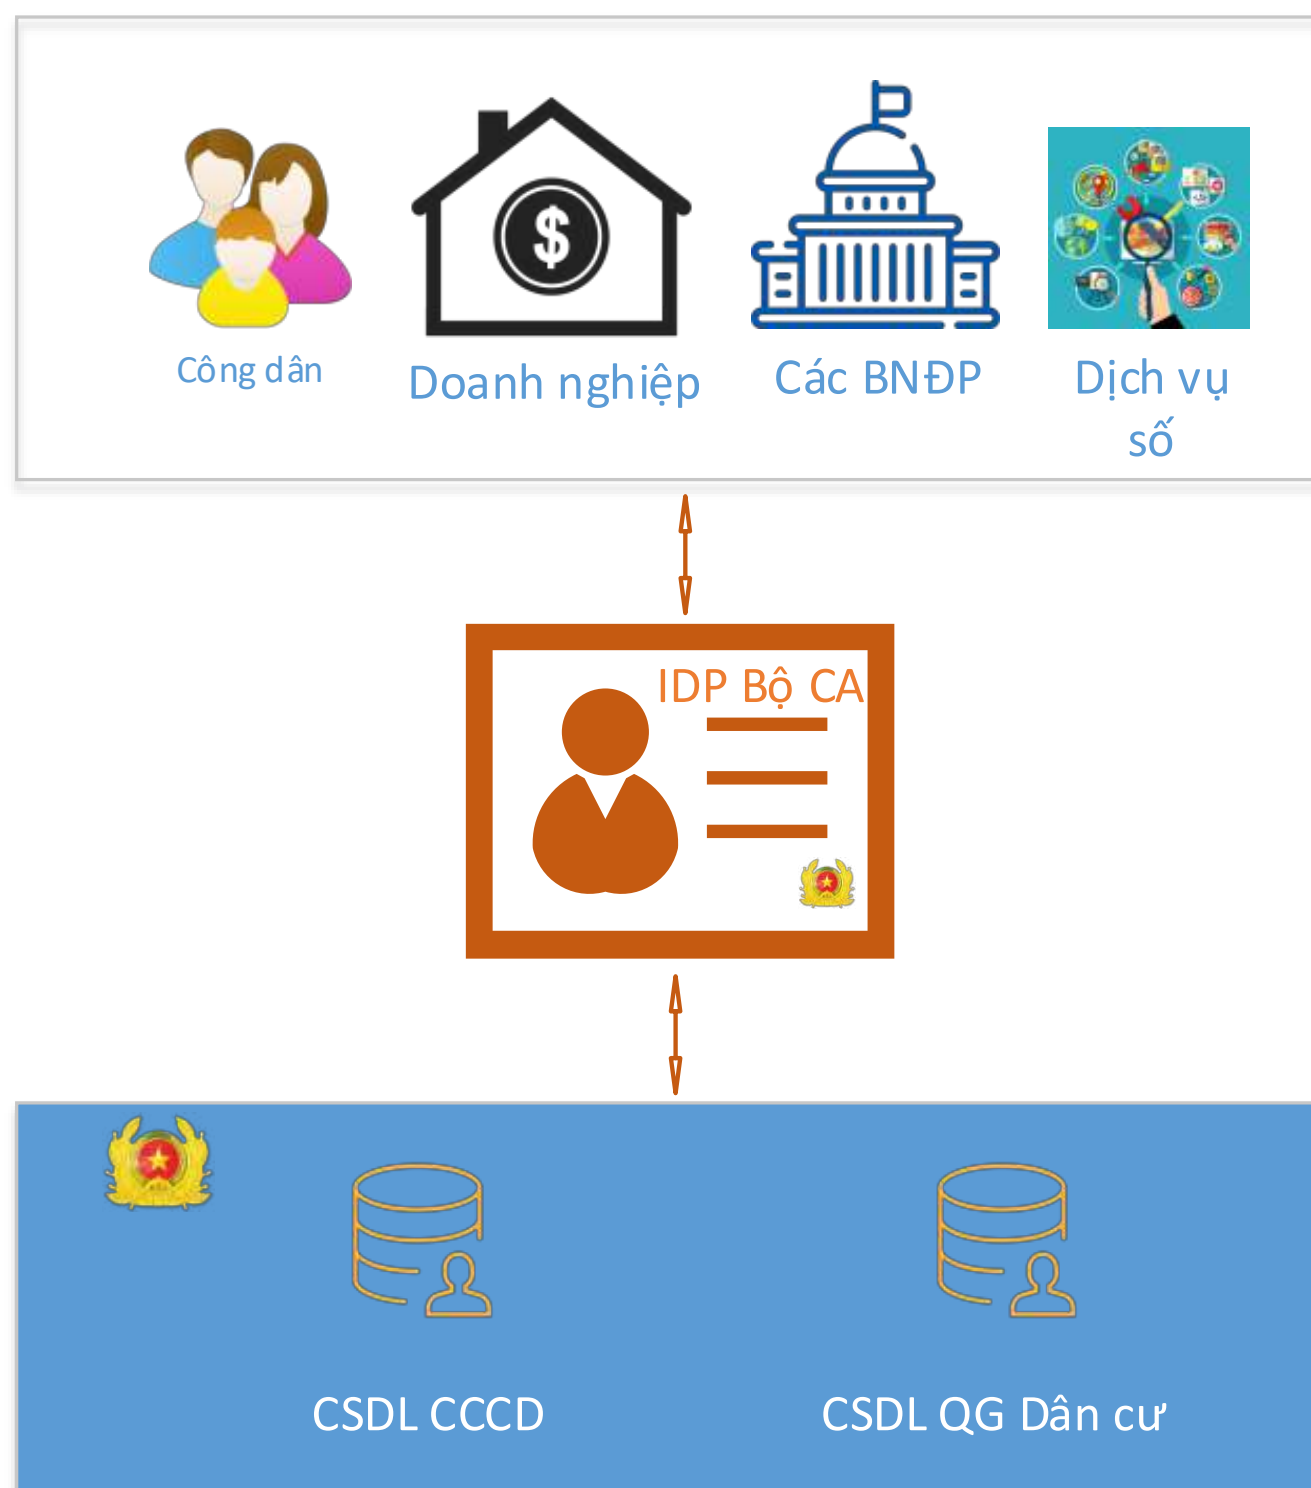 Công dân
Doanh nghiệp
Các BNĐP
Dịch vụ
số
IDP Bộ CA
CSDL CCCD
CSDL QG Dân cư